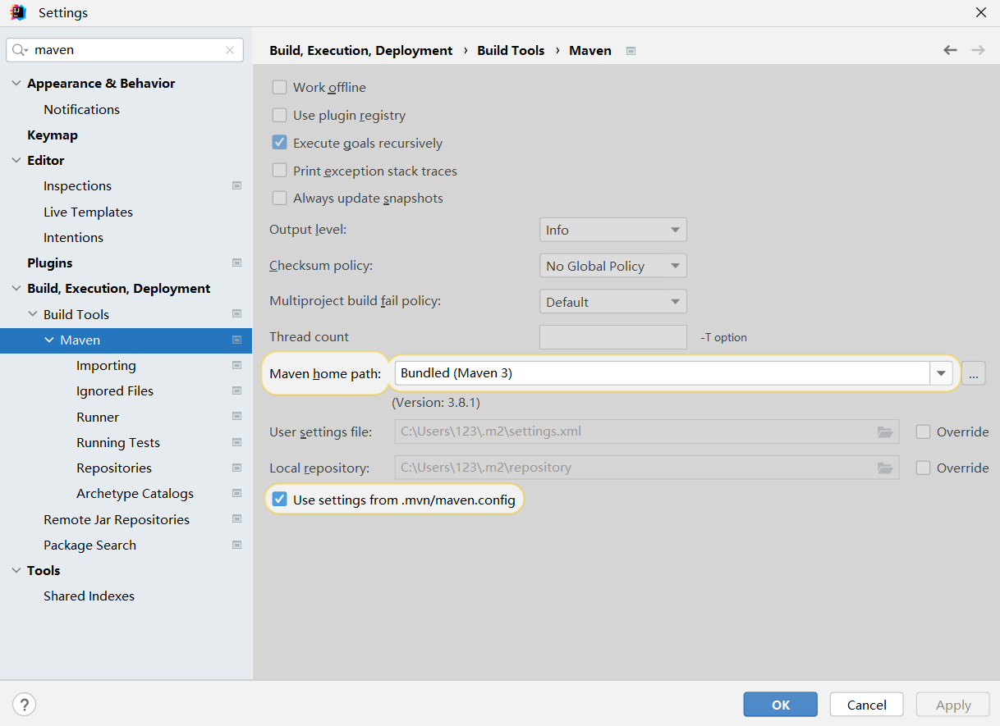 Settings
maven
Appearance & Behavior
Notifications
Keymap
Editor
Inspections
Live Templates
Intentions
Plugins
Build, Execution, Deployment
Build Tools
Maven
Importing
Ignored Files
Runner
Running Tests
Repositories
Archetype Catalogs
Remote Jar Repositories
Package Search
Tools
Shared Indexes
Build, Execution, Deployment › Build Tools › Maven
Work offline
Use plugin registry
Execute goals recursively
Print exception stack traces
Always update snapshots
Output level: Info
Checksum policy: No Global Policy
Multiproject build fail policy: Default
Thread count -T option
Maven home path: Bundled (Maven 3) ...
(Version: 3.8.1)
User settings file: C:\Users\123\.m2\settings.xml Override
Local repository: C:\Users\123\.m2\repository Override
Use settings from .mvn/maven.config
? OK Cancel Apply